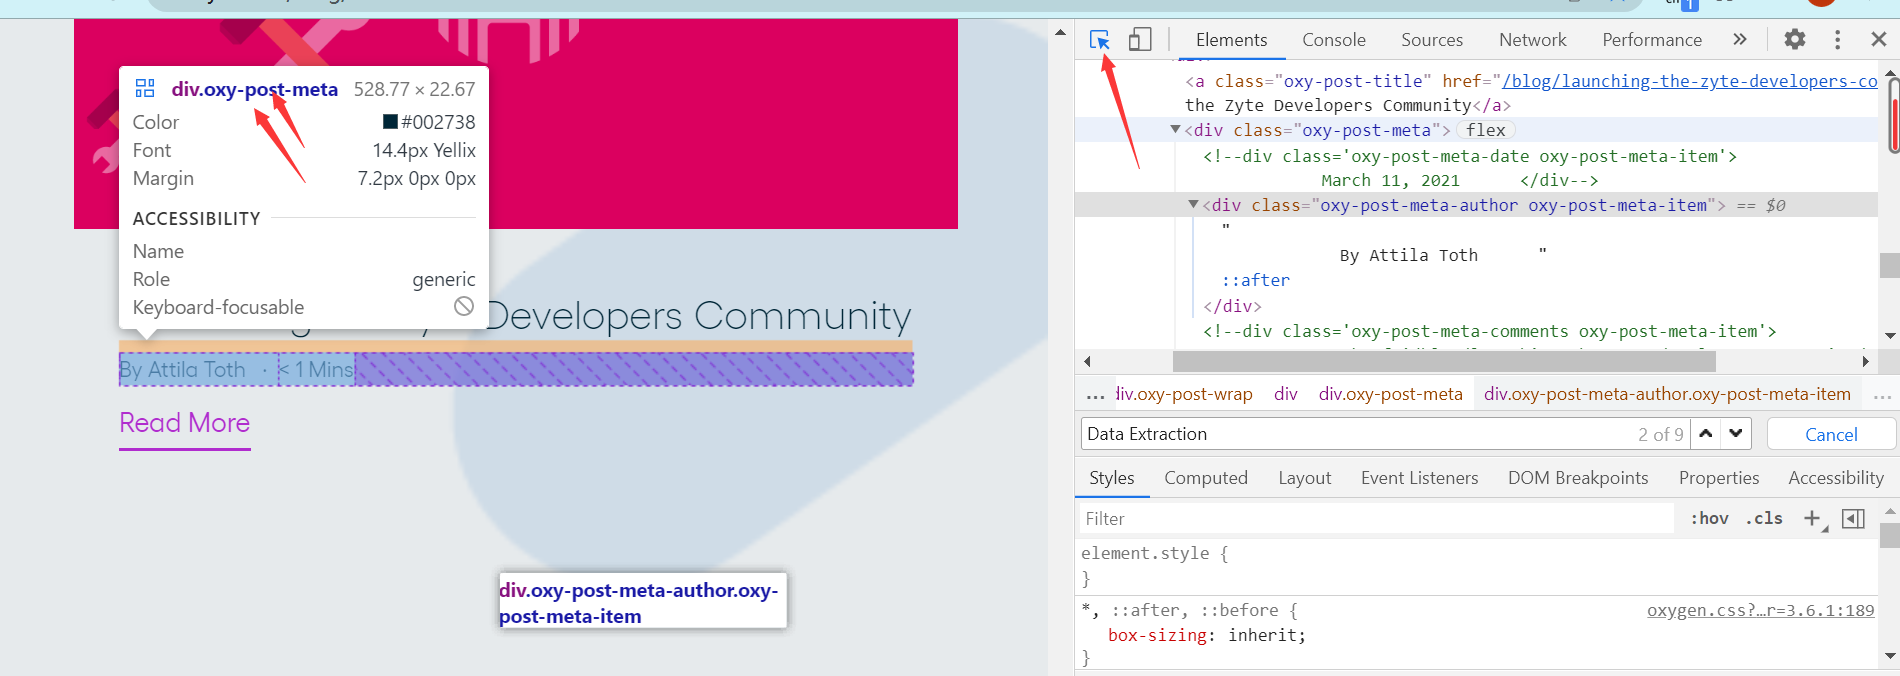 div.oxy-post-meta 528.77 × 22.67
Color #002738
Font 14.4px Yellix
Margin 7.2px 0px 0px
ACCESSIBILITY
Name
Role generic
Keyboard-focusable
Developers Community
By Attila Toth · < 1 Mins
Read More
div.oxy-post-meta-author.oxy-
post-meta-item
Elements Console Sources Network Performance »
<a class="oxy-post-title" href="/blog/launching-the-zyte-developers-co
the Zyte Developers Community</a>
▼<div class="oxy-post-meta"> flex
<!--div class='oxy-post-meta-date oxy-post-meta-item'>
March 11, 2021 </div-->
▼<div class="oxy-post-meta-author oxy-post-meta-item"> == $0
"
By Attila Toth "
::after
</div>
<!--div class='oxy-post-meta-comments oxy-post-meta-item'>
... div.oxy-post-wrap div div.oxy-post-meta div.oxy-post-meta-author.oxy-post-meta-item ...
Data Extraction 2 of 9 Cancel
Styles Computed Layout Event Listeners DOM Breakpoints Properties Accessibility
Filter :hov .cls +
element.style {
}
*, ::after, ::before { oxygen.css?…r=3.6.1:189
box-sizing: inherit;
}